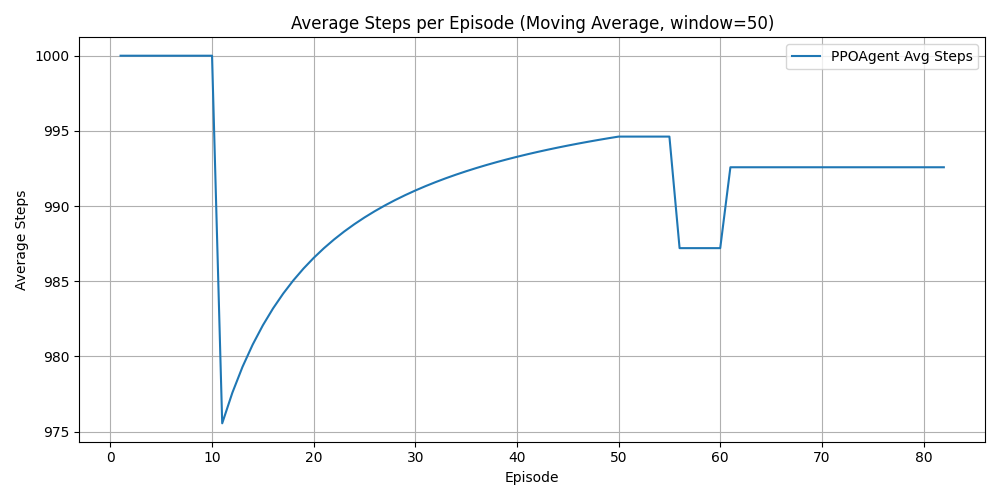 Average Steps per Episode (Moving Average, window=50)
PPOAgent Avg Steps
Average Steps
1000
995
990
985
980
975
0 10 20 30 40 50 60 70 80
Episode